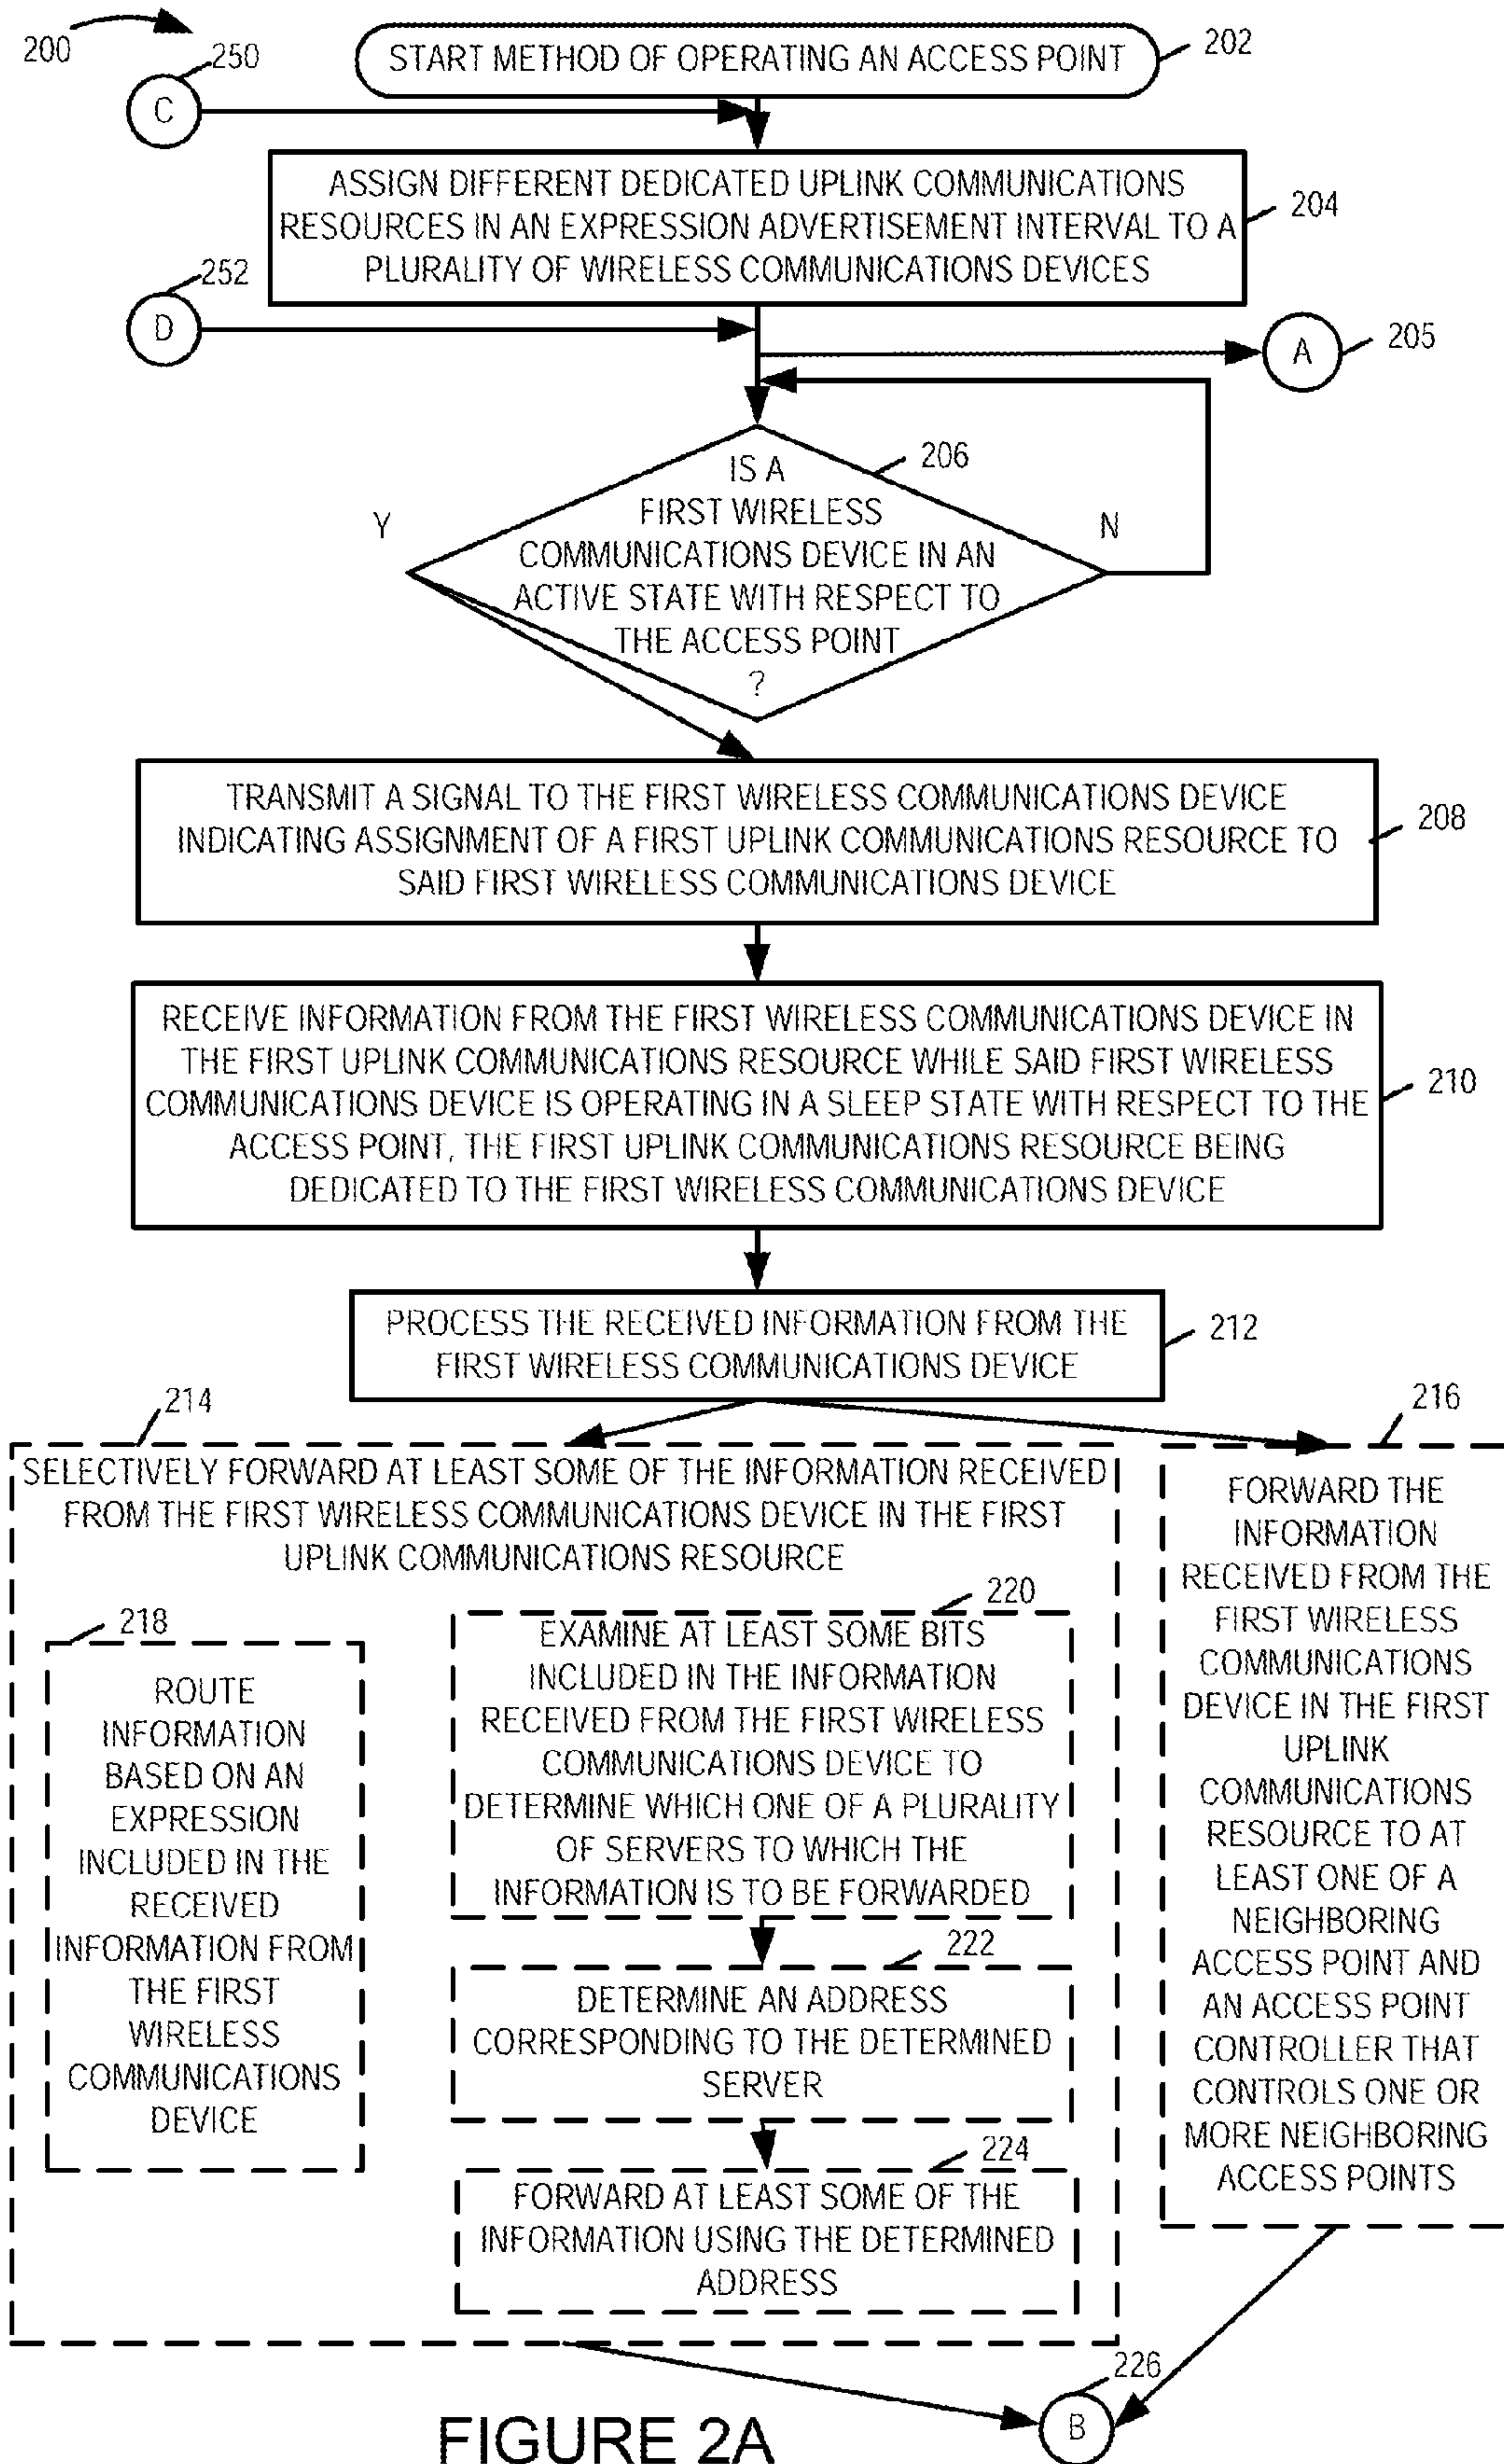 200
250
C
START METHOD OF OPERATING AN ACCESS POINT
202
ASSIGN DIFFERENT DEDICATED UPLINK COMMUNICATIONS
RESOURCES IN AN EXPRESSION ADVERTISEMENT INTERVAL TO A
PLURALITY OF WIRELESS COMMUNICATIONS DEVICES
204
252
D
A
205
IS A
FIRST WIRELESS
COMMUNICATIONS DEVICE IN AN
ACTIVE STATE WITH RESPECT TO
THE ACCESS POINT
?
206
Y
N
TRANSMIT A SIGNAL TO THE FIRST WIRELESS COMMUNICATIONS DEVICE
INDICATING ASSIGNMENT OF A FIRST UPLINK COMMUNICATIONS RESOURCE TO
SAID FIRST WIRELESS COMMUNICATIONS DEVICE
208
RECEIVE INFORMATION FROM THE FIRST WIRELESS COMMUNICATIONS DEVICE IN
THE FIRST UPLINK COMMUNICATIONS RESOURCE WHILE SAID FIRST WIRELESS
COMMUNICATIONS DEVICE IS OPERATING IN A SLEEP STATE WITH RESPECT TO THE
ACCESS POINT, THE FIRST UPLINK COMMUNICATIONS RESOURCE BEING
DEDICATED TO THE FIRST WIRELESS COMMUNICATIONS DEVICE
210
PROCESS THE RECEIVED INFORMATION FROM THE
FIRST WIRELESS COMMUNICATIONS DEVICE
212
214
SELECTIVELY FORWARD AT LEAST SOME OF THE INFORMATION RECEIVED
FROM THE FIRST WIRELESS COMMUNICATIONS DEVICE IN THE FIRST
UPLINK COMMUNICATIONS RESOURCE
218
ROUTE
INFORMATION
BASED ON AN
EXPRESSION
INCLUDED IN THE
RECEIVED
INFORMATION FROM
THE FIRST
WIRELESS
COMMUNICATIONS
DEVICE
220
EXAMINE AT LEAST SOME BITS
INCLUDED IN THE INFORMATION
RECEIVED FROM THE FIRST WIRELESS
COMMUNICATIONS DEVICE TO
DETERMINE WHICH ONE OF A PLURALITY
OF SERVERS TO WHICH THE
INFORMATION IS TO BE FORWARDED
222
DETERMINE AN ADDRESS
CORRESPONDING TO THE DETERMINED
SERVER
224
FORWARD AT LEAST SOME OF THE
INFORMATION USING THE DETERMINED
ADDRESS
216
FORWARD THE
INFORMATION
RECEIVED FROM THE
FIRST WIRELESS
COMMUNICATIONS
DEVICE IN THE FIRST
UPLINK
COMMUNICATIONS
RESOURCE TO AT
LEAST ONE OF A
NEIGHBORING
ACCESS POINT AND
AN ACCESS POINT
CONTROLLER THAT
CONTROLS ONE OR
MORE NEIGHBORING
ACCESS POINTS
226
B
FIGURE 2A